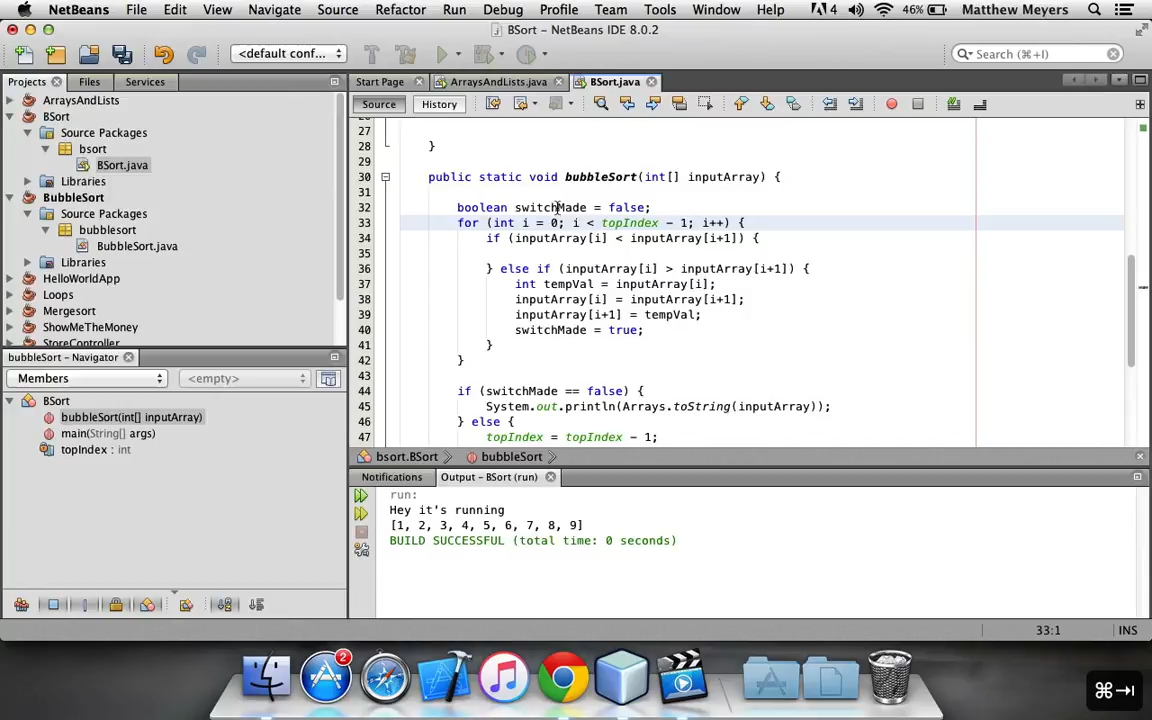 NetBeans File Edit View Navigate Source Refactor Run Debug Profile Team Tools Window Help 4 46% Matthew Meyers
BSort - NetBeans IDE 8.0.2
<default conf... Search (⌘+I)
Projects Files Services
ArraysAndLists
BSort
Source Packages
bsort
BSort.java
Libraries
BubbleSort
Source Packages
bubblesort
BubbleSort.java
Libraries
HelloWorldApp
Loops
Mergesort
ShowMeTheMoney
StoreController
bubbleSort - Navigator
Members <empty>
BSort
bubbleSort(int[] inputArray)
main(String[] args)
topIndex : int
Start Page ArraysAndLists.java BSort.java
Source History
27
28 }
29
30 public static void bubbleSort(int[] inputArray) {
31
32 boolean switchMade = false;
33 for (int i = 0; i < topIndex - 1; i++) {
34 if (inputArray[i] < inputArray[i+1]) {
35
36 } else if (inputArray[i] > inputArray[i+1]) {
37 int tempVal = inputArray[i];
38 inputArray[i] = inputArray[i+1];
39 inputArray[i+1] = tempVal;
40 switchMade = true;
41 }
42 }
43
44 if (switchMade == false) {
45 System.out.println(Arrays.toString(inputArray));
46 } else {
47 topIndex = topIndex - 1;
bsort.BSort bubbleSort
Notifications Output - BSort (run)
run:
Hey it's running
[1, 2, 3, 4, 5, 6, 7, 8, 9]
BUILD SUCCESSFUL (total time: 0 seconds)
33:1 INS
2
⌘⇥